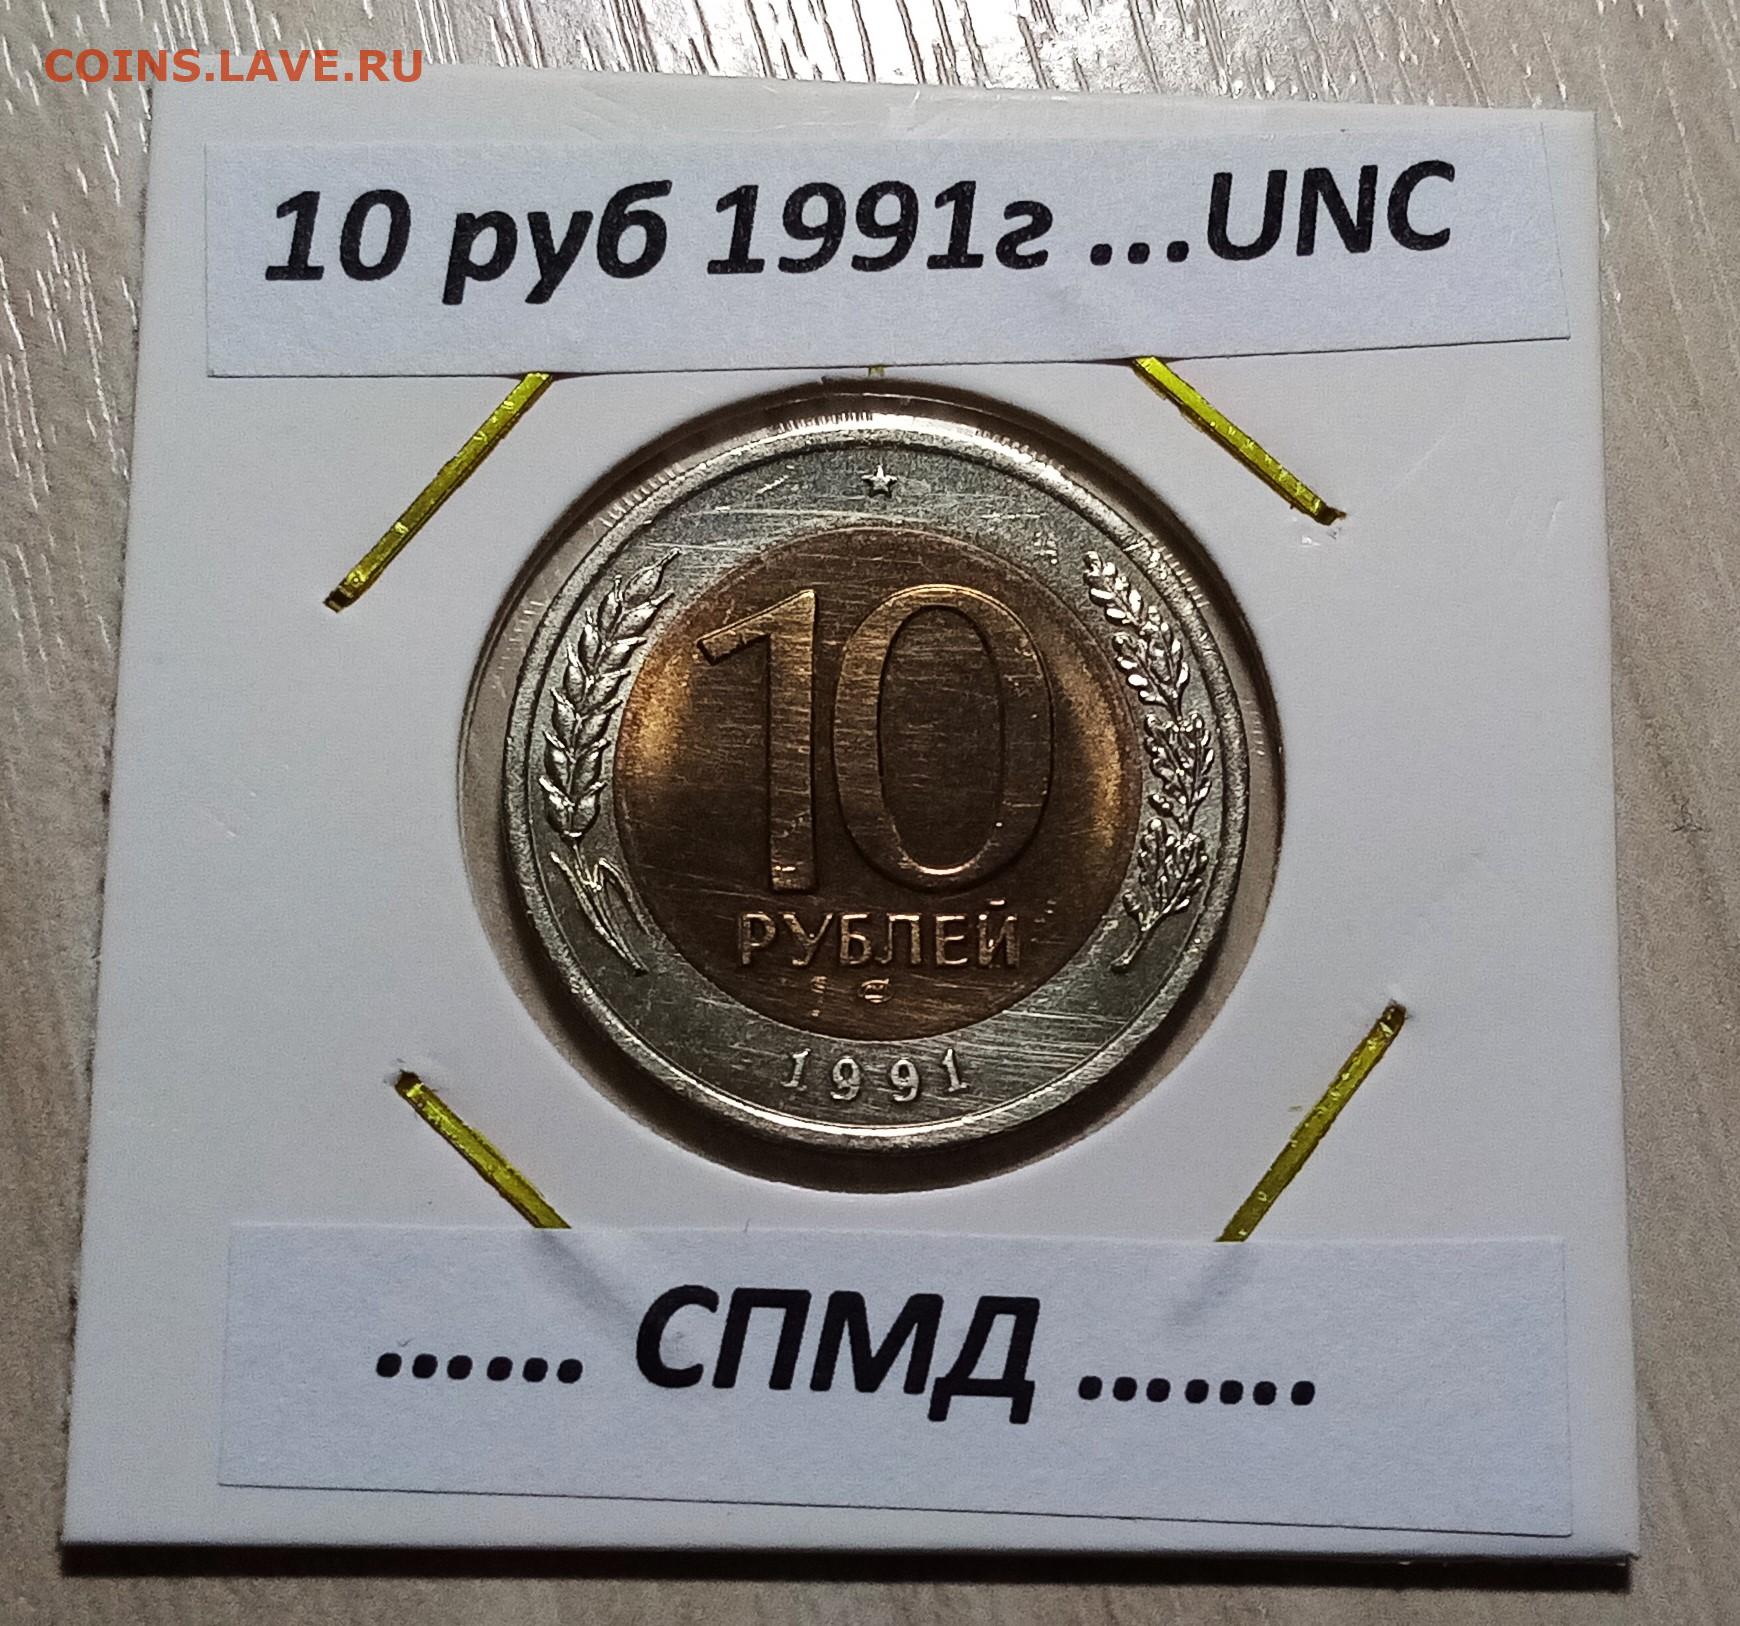 COINS.LAVE.RU
10 руб 1991г ...UNC
10
РУБЛЕЙ
1991
...... СПМД .......